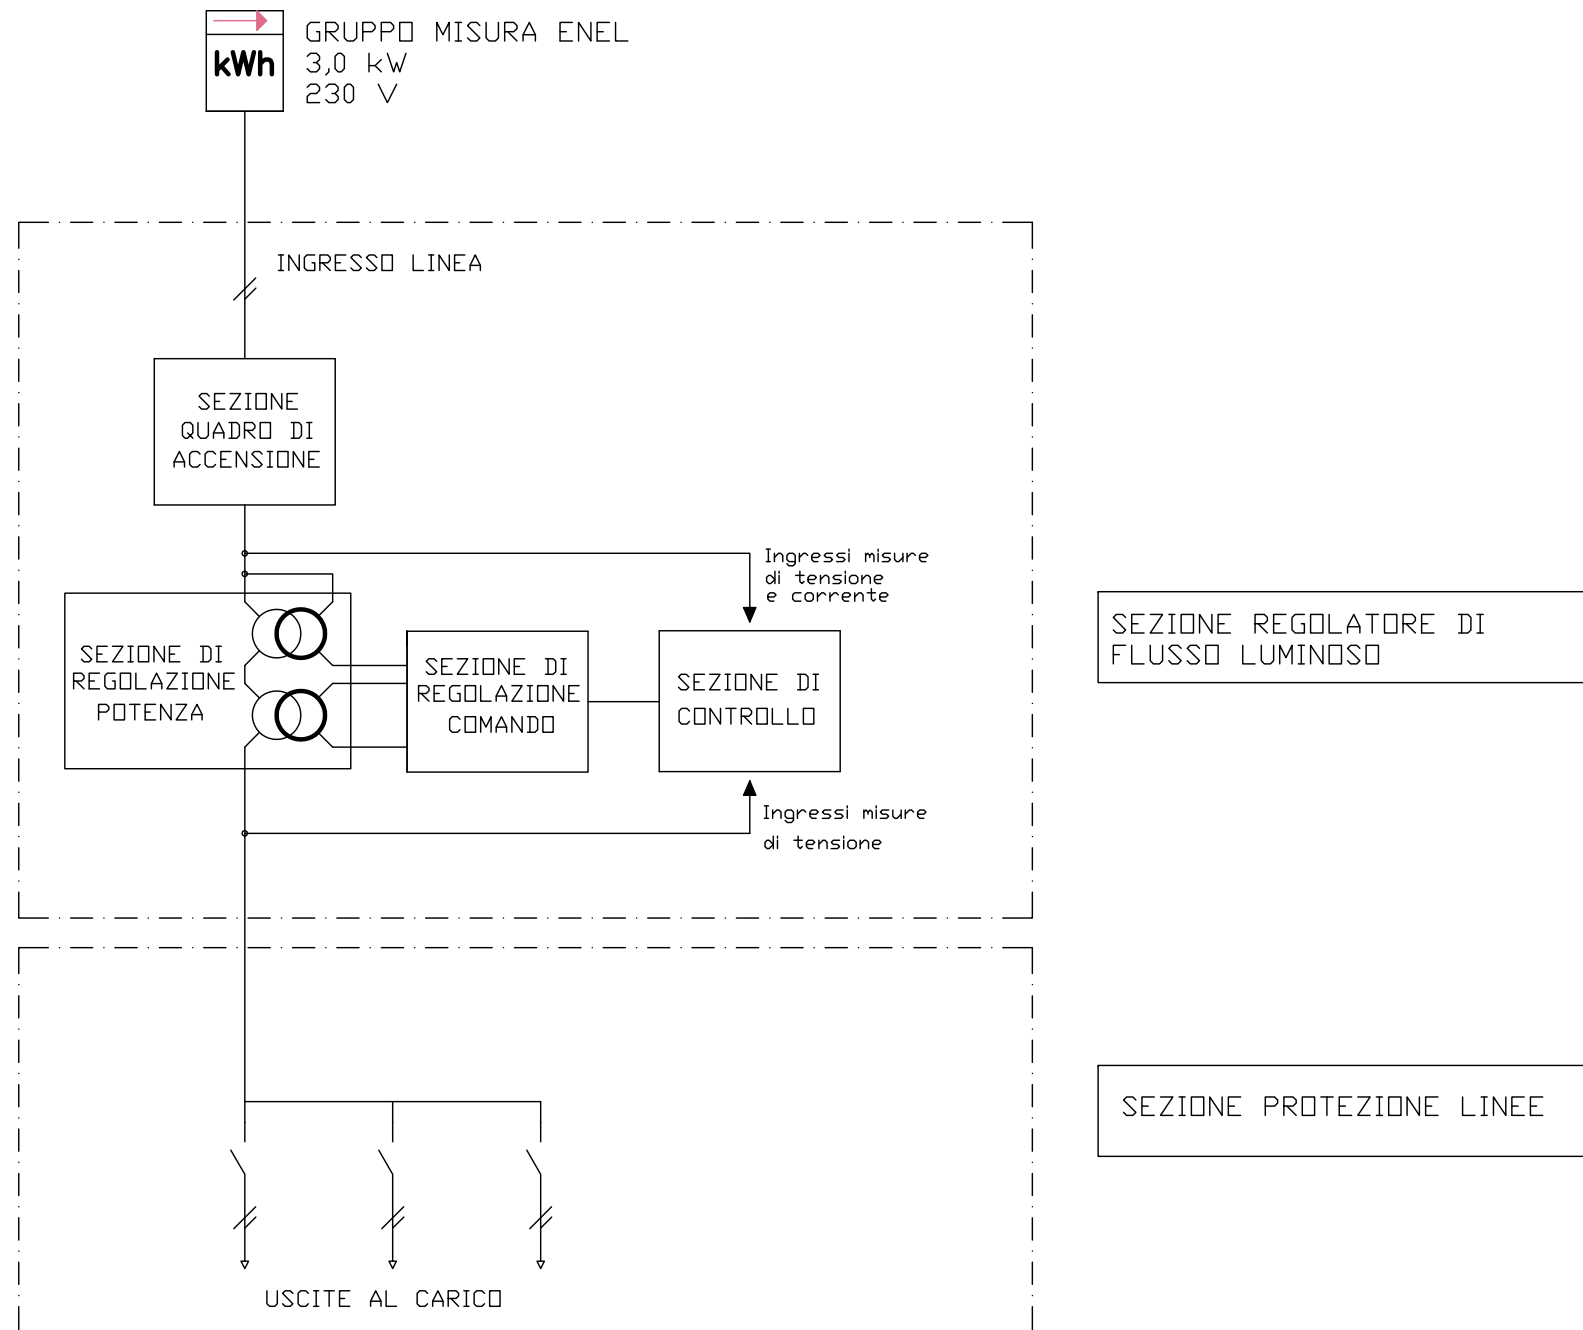 GRUPPO MISURA ENEL
3,0 kW
230 V
kWh
INGRESSO LINEA
SEZIONE
QUADRO DI
ACCENSIONE
Ingressi misure
di tensione
e corrente
SEZIONE DI
REGOLAZIONE
POTENZA
SEZIONE DI
REGOLAZIONE
COMANDO
SEZIONE DI
CONTROLLO
SEZIONE REGOLATORE DI
FLUSSO LUMINOSO
Ingressi misure
di tensione
SEZIONE PROTEZIONE LINEE
USCITE AL CARICO